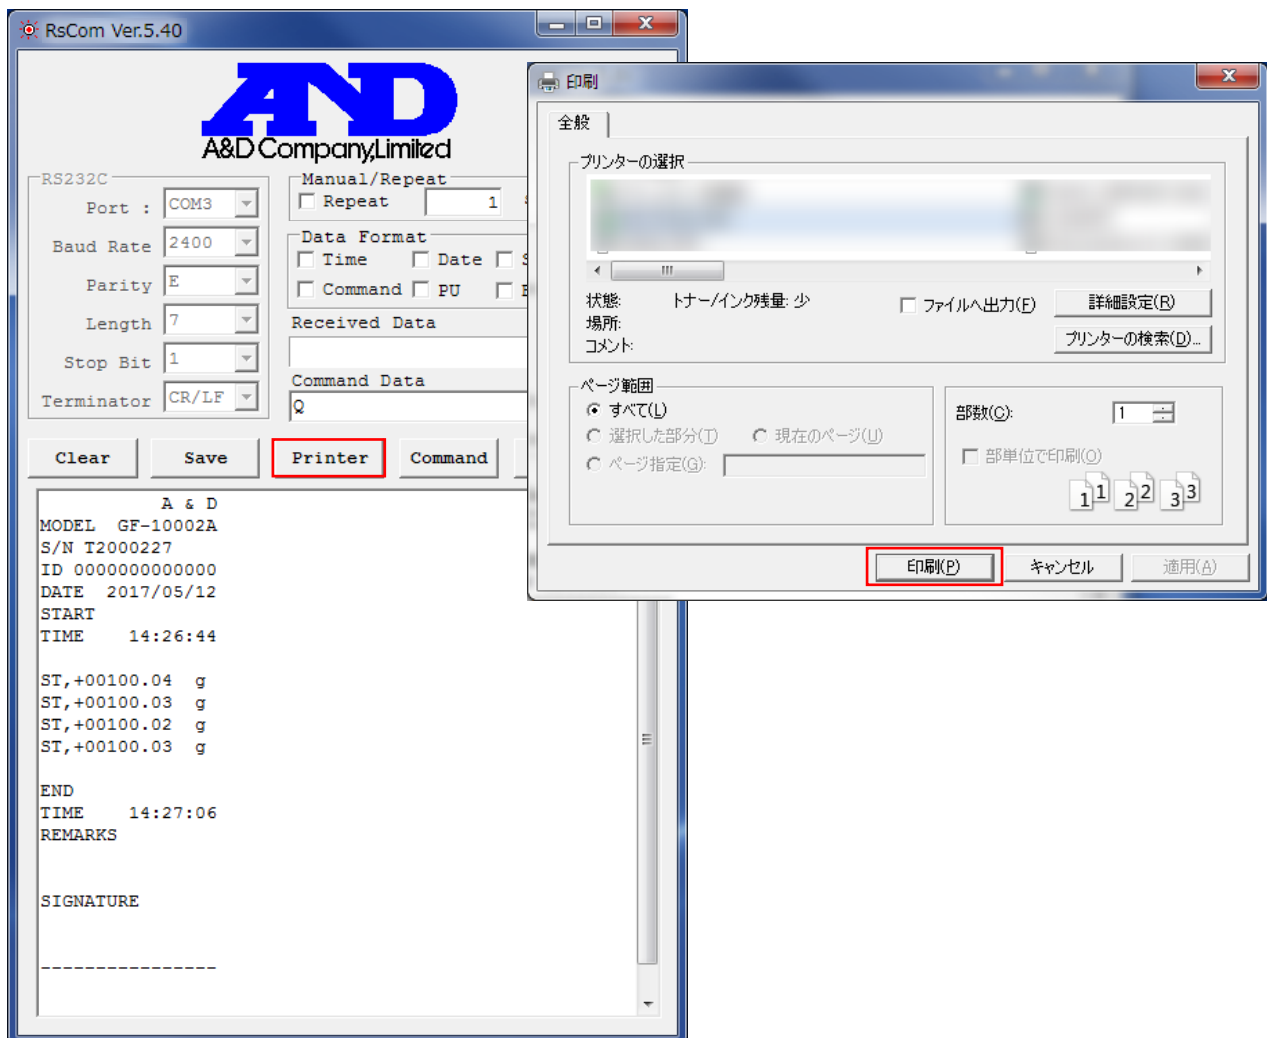 RsCom Ver.5.40
AND
A&D Company,Limited
RS232C
Port : COM3
Baud Rate 2400
Parity E
Length 7
Stop Bit 1
Terminator CR/LF
Manual/Repeat
Repeat 1
Data Format
Time Date
Command PU
Received Data
Command Data
Q
Clear Save Printer Command
A & D
MODEL GF-10002A
S/N T2000227
ID 0000000000000
DATE 2017/05/12
START
TIME 14:26:44
ST,+00100.04 g
ST,+00100.03 g
ST,+00100.02 g
ST,+00100.03 g
END
TIME 14:27:06
REMARKS
SIGNATURE
----------------
印刷
全般
プリンターの選択
状態: トナー/インク残量: 少
場所:
コメント:
ファイルへ出力(F)
詳細設定(R)
プリンターの検索(D)...
ページ範囲
すべて(L)
選択した部分(T) 現在のページ(U)
ページ指定(G):
部数(C): 1
部単位で印刷(O)
1 1 2 2 3 3
印刷(P) キャンセル 適用(A)